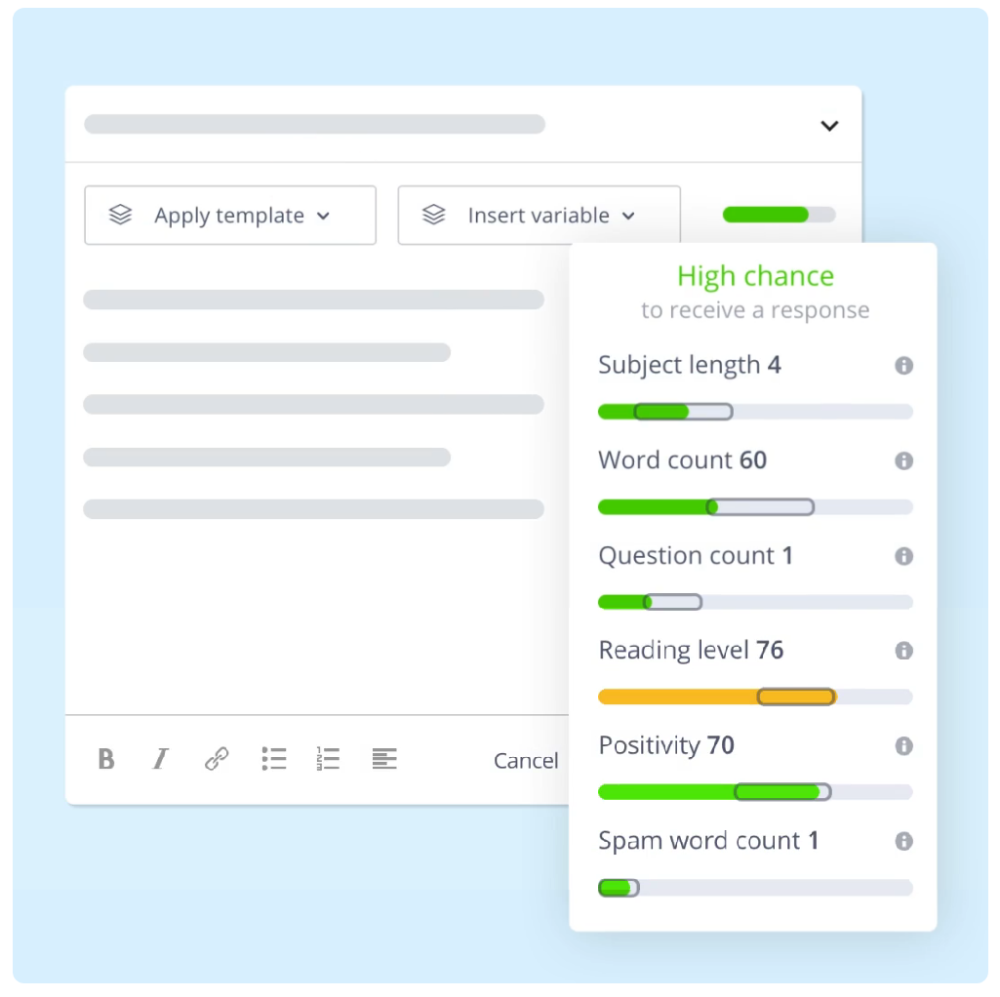 Apply template
Insert variable
High chance
to receive a response
Subject length 4
Word count 60
Question count 1
Reading level 76
Positivity 70
Spam word count 1
B I
Cancel